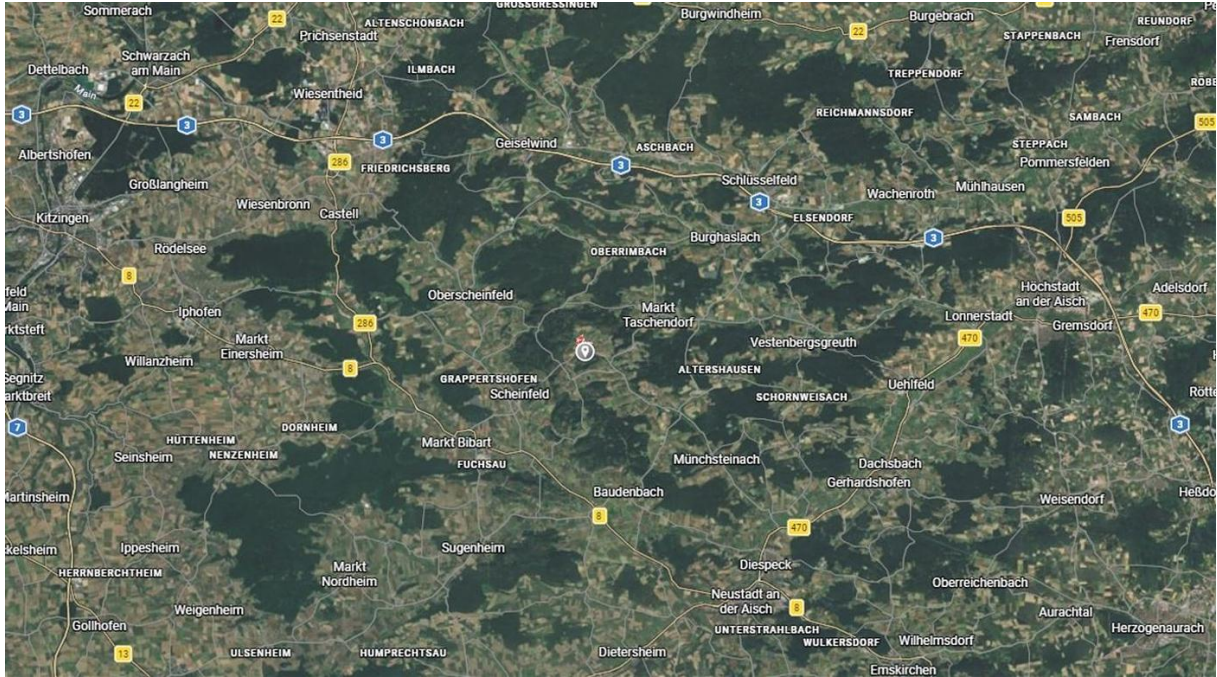 GROSSGRESSINGEN
Sommerach
22
ALTENSCHÖNBACH
Burgwindheim
Burgebrach
REUNDORF
Prichsenstadt
22
STAPPENBACH
Frensdorf
Schwarzach
am Main
Dettelbach
ILMBACH
TREPPENDORF
Main
Wiesentheid
22
3
3
3
REICHMANNSDORF
SAMBACH
505
Geiselwind
ASCHBACH
STEPPACH
Albertshofen
286
FRIEDRICHSBERG
3
Pommersfelden
Großlangheim
Schlüsselfeld
Wachenroth
Mühlhausen
Wiesenbronn
Castell
3
Kitzingen
ELSENDORF
505
Rödelsee
OBERRIMBACH
Burghaslach
3
8
Höchstadt
an der Aisch
Adelsdorf
Oberscheinfeld
Iphofen
Markt
Taschendorf
Lonnerstadt
470
286
Gremsdorf
Markt
Einersheim
Vestenbergsgreuth
470
Willanzheim
8
GRAPPERTSHOFEN
ALTERSHAUSEN
Uehlfeld
Scheinfeld
SCHORNWEISACH
7
DORNHEIM
3
HÜTTENHEIM
Markt Bibart
Seinsheim
NENZENHEIM
FUCHSAU
Münchsteinach
Dachsbach
Gerhardshofen
Baudenbach
Weisendorf
8
470
Ippesheim
Sugenheim
HERRNBERCHTHEIM
Markt
Nordheim
Diespeck
Oberreichenbach
Weigenheim
Neustadt an
der Aisch
8
Aurachtal
Gollhofen
UNTERSTRAHLBACH
WULKERSDORF
Wilhelmsdorf
Herzogenaurach
13
ULSENHEIM
HUMPRECHTSAU
Dietersheim
Emskirchen